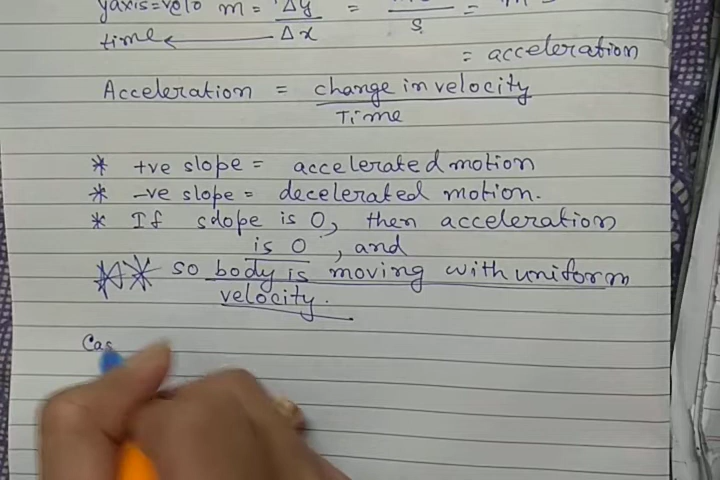 yaxis=velo m = Δy = = m
time ← Δx s
= acceleration
Acceleration = change in velocity
Time
* +ve slope = accelerated motion
* -ve slope = decelerated motion.
* If slope is 0, then acceleration
is 0, and
** so body is moving with uniform
velocity.
Cas